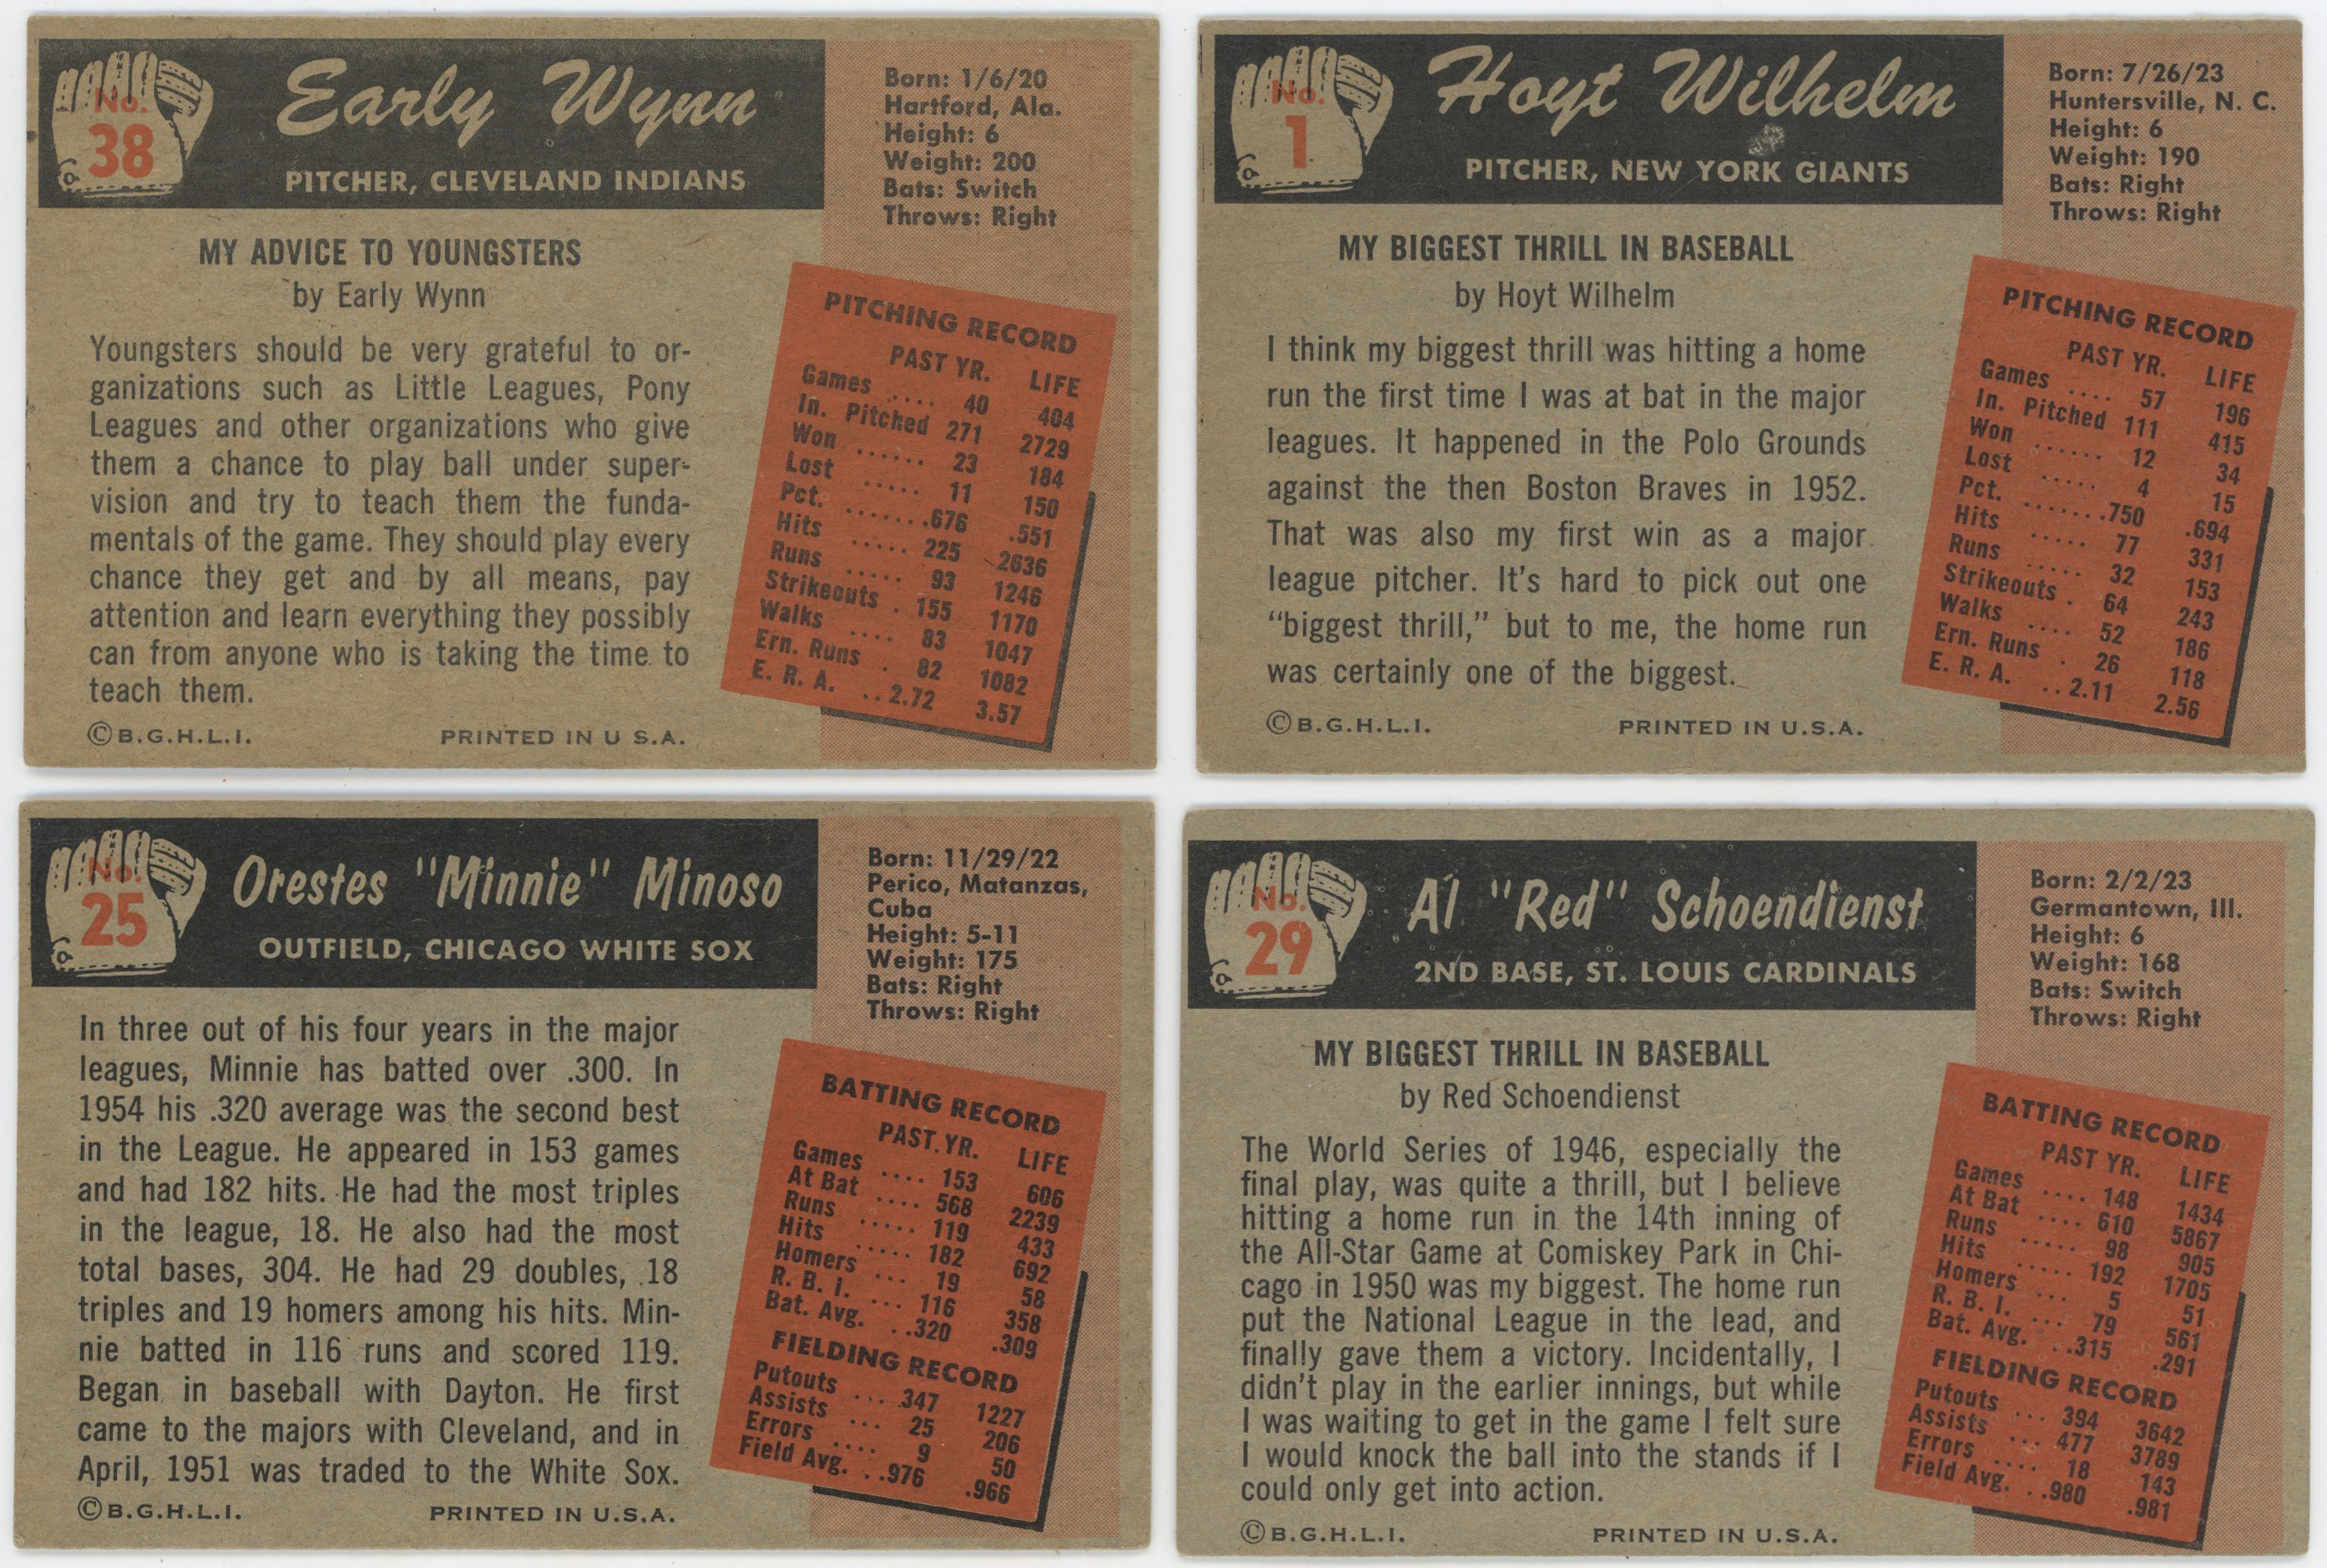 No.
38
Early Wynn
PITCHER, CLEVELAND INDIANS
Born: 1/6/20
Hartford, Ala.
Height: 6
Weight: 200
Bats: Switch
Throws: Right
MY ADVICE TO YOUNGSTERS
by Early Wynn
Youngsters should be very grateful to or-
ganizations such as Little Leagues, Pony
Leagues and other organizations who give
them a chance to play ball under super-
vision and try to teach them the funda-
mentals of the game. They should play every
chance they get and by all means, pay
attention and learn everything they possibly
can from anyone who is taking the time to
teach them.
©B.G.H.L.I. PRINTED IN U S.A.
PITCHING RECORD
PAST YR. LIFE
Games .... 40 404
In. Pitched 271 2729
Won ...... 23 184
Lost ..... 11 150
Pct. .......676 .551
Hits ..... 225 2636
Runs ..... 93 1246
Strikeouts . 155 1170
Walks .... 83 1047
Ern. Runs . 82 1082
E. R. A. ..2.72 3.57
No.
1
Hoyt Wilhelm
PITCHER, NEW YORK GIANTS
Born: 7/26/23
Huntersville, N. C.
Height: 6
Weight: 190
Bats: Right
Throws: Right
MY BIGGEST THRILL IN BASEBALL
by Hoyt Wilhelm
I think my biggest thrill was hitting a home
run the first time I was at bat in the major
leagues. It happened in the Polo Grounds
against the then Boston Braves in 1952.
That was also my first win as a major
league pitcher. It's hard to pick out one
"biggest thrill," but to me, the home run
was certainly one of the biggest.
©B.G.H.L.I. PRINTED IN U.S.A.
PITCHING RECORD
PAST YR. LIFE
Games .... 57 196
In. Pitched 111 415
Won ...... 12 34
Lost ..... 4 15
Pct. .......750 .694
Hits ..... 77 331
Runs ..... 32 153
Strikeouts . 64 243
Walks .... 52 186
Ern. Runs . 26 118
E. R. A. ..2.11 2.56
No.
25
Orestes "Minnie" Minoso
OUTFIELD, CHICAGO WHITE SOX
Born: 11/29/22
Perico, Matanzas,
Cuba
Height: 5-11
Weight: 175
Bats: Right
Throws: Right
In three out of his four years in the major
leagues, Minnie has batted over .300. In
1954 his .320 average was the second best
in the League. He appeared in 153 games
and had 182 hits. He had the most triples
in the league, 18. He also had the most
total bases, 304. He had 29 doubles, 18
triples and 19 homers among his hits. Min-
nie batted in 116 runs and scored 119.
Began in baseball with Dayton. He first
came to the majors with Cleveland, and in
April, 1951 was traded to the White Sox.
©B.G.H.L.I. PRINTED IN U.S.A.
BATTING RECORD
PAST.YR. LIFE
Games .... 153 606
At Bat .... 568 2239
Runs ..... 119 433
Hits ..... 182 692
Homers ... 19 58
R. B. I. ... 116 358
Bat. Avg. ..320 .309
FIELDING RECORD
Putouts ... 347 1227
Assists ... 25 206
Errors .... 9 50
Field Avg. ..976 .966
No.
29
Al "Red" Schoendienst
2ND BASE, ST. LOUIS CARDINALS
Born: 2/2/23
Germantown, Ill.
Height: 6
Weight: 168
Bats: Switch
Throws: Right
MY BIGGEST THRILL IN BASEBALL
by Red Schoendienst
The World Series of 1946, especially the
final play, was quite a thrill, but I believe
hitting a home run in the 14th inning of
the All-Star Game at Comiskey Park in Chi-
cago in 1950 was my biggest. The home run
put the National League in the lead, and
finally gave them a victory. Incidentally, I
didn't play in the earlier innings, but while
I was waiting to get in the game I felt sure
I would knock the ball into the stands if I
could only get into action.
©B.G.H.L.I. PRINTED IN U.S.A.
BATTING RECORD
PAST YR. LIFE
Games .... 148 1434
At Bat .... 610 5867
Runs ..... 98 905
Hits ..... 192 1705
Homers ... 5 51
R. B. I. ... 79 561
Bat. Avg. ..315 .291
FIELDING RECORD
Putouts ... 394 3642
Assists ... 477 3789
Errors .... 18 143
Field Avg. ..980 .981